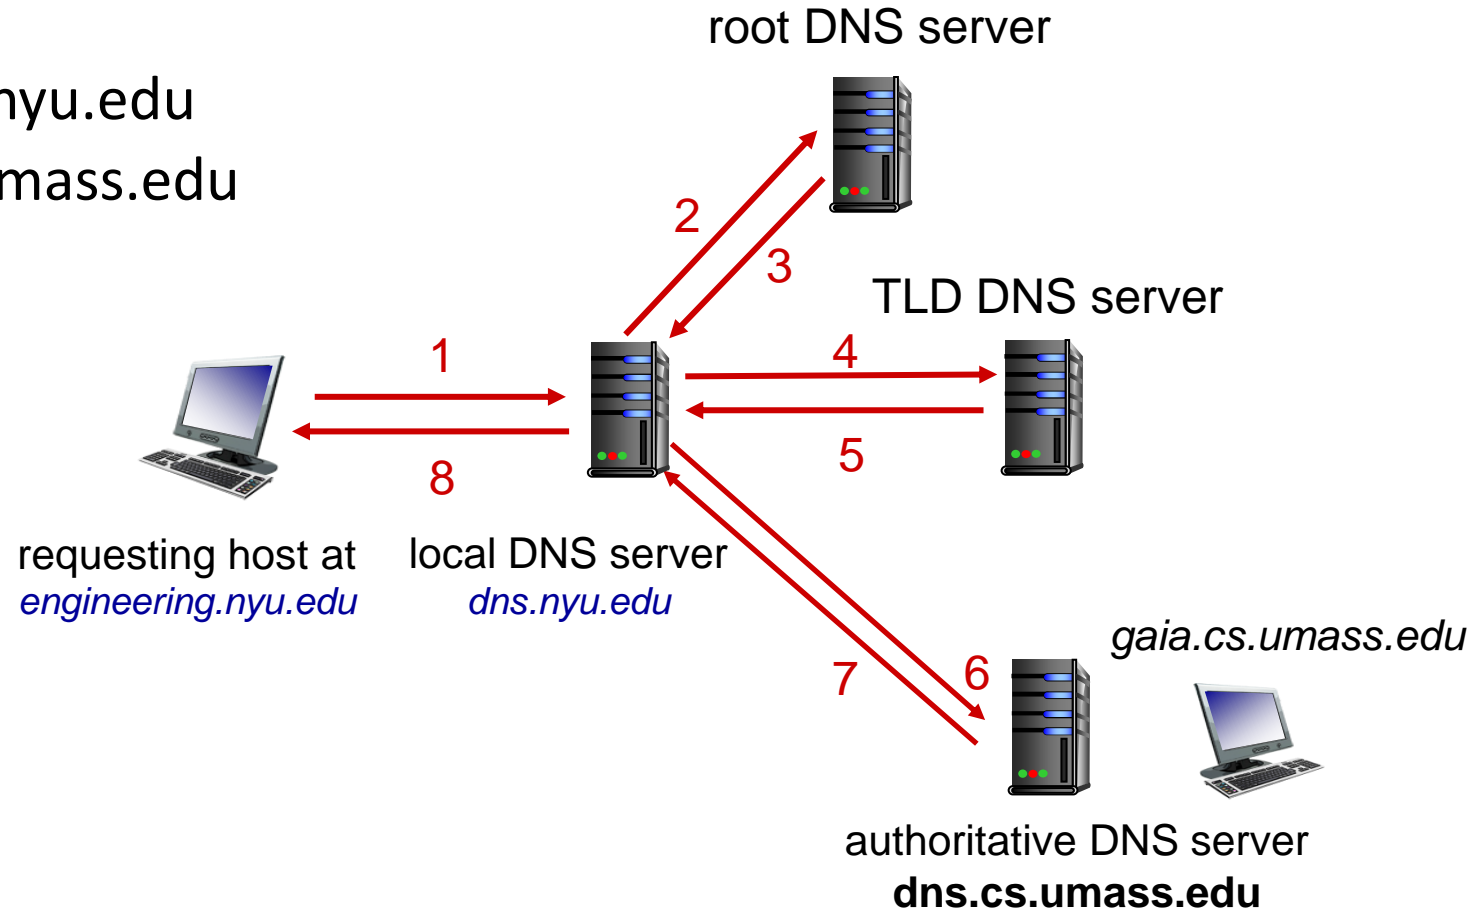 root DNS server
nyu.edu
mass.edu
2
3
TLD DNS server
1
4
5
8
requesting host at
engineering.nyu.edu
local DNS server
dns.nyu.edu
gaia.cs.umass.edu
6
7
authoritative DNS server
dns.cs.umass.edu